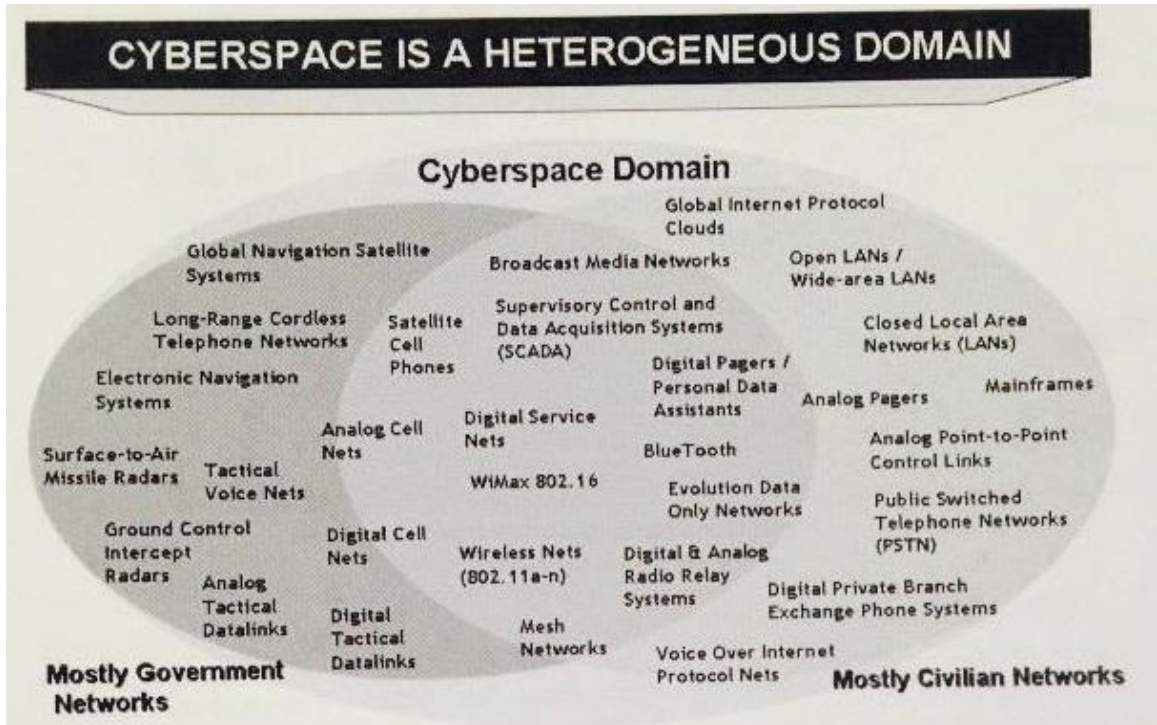 CYBERSPACE IS A HETEROGENEOUS DOMAIN
Cyberspace Domain
Global Internet Protocol
Clouds
Global Navigation Satellite
Systems
Broadcast Media Networks
Open LANs /
Wide-area LANs
Long-Range Cordless
Telephone Networks
Satellite
Cell
Phones
Supervisory Control and
Data Acquisition Systems
(SCADA)
Closed Local Area
Networks (LANs)
Electronic Navigation
Systems
Digital Pagers /
Personal Data
Assistants
Analog Pagers
Mainframes
Analog Cell
Nets
Digital Service
Nets
Surface-to-Air
Missile Radars
Tactical
Voice Nets
BlueTooth
Analog Point-to-Point
Control Links
WiMax 802.16
Evolution Data
Only Networks
Public Switched
Telephone Networks
(PSTN)
Ground Control
Intercept
Radars
Digital Cell
Nets
Wireless Nets
(802.11a-n)
Digital & Analog
Radio Relay
Systems
Analog
Tactical
Datalinks
Digital Private Branch
Exchange Phone Systems
Digital
Tactical
Datalinks
Mesh
Networks
Voice Over Internet
Protocol Nets
Mostly Government
Networks
Mostly Civilian Networks